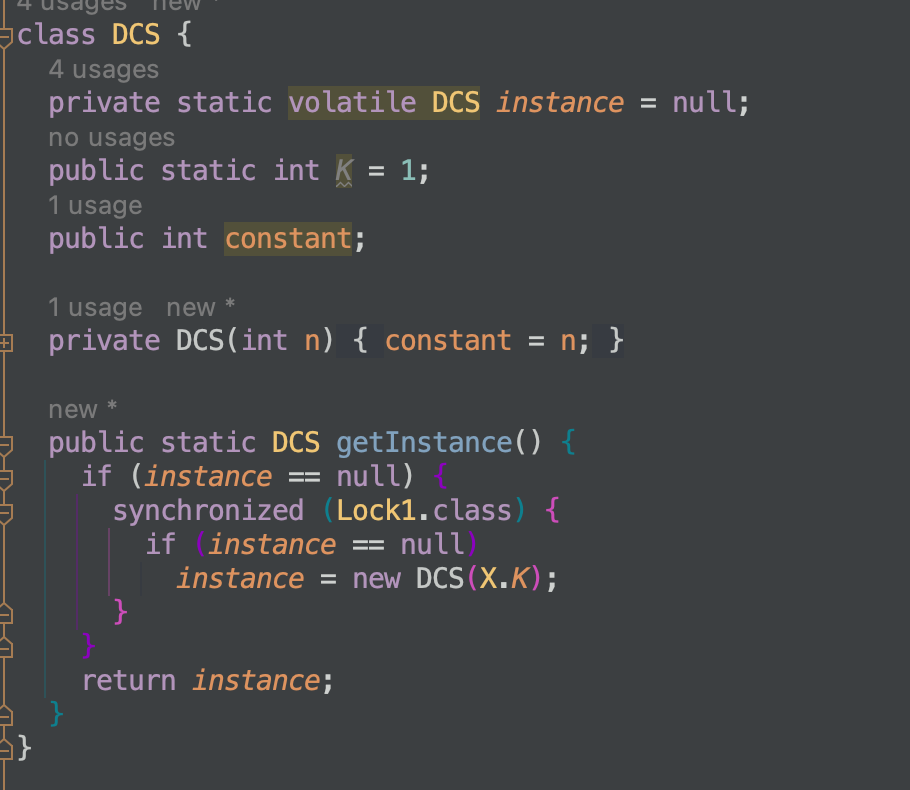 4 usages new *
class DCS {
4 usages
private static volatile DCS instance = null;
no usages
public static int K = 1;
1 usage
public int constant;
1 usage new *
private DCS(int n) { constant = n; }
new *
public static DCS getInstance() {
if (instance == null) {
synchronized (Lock1.class) {
if (instance == null)
instance = new DCS(X.K);
}
}
return instance;
}
}